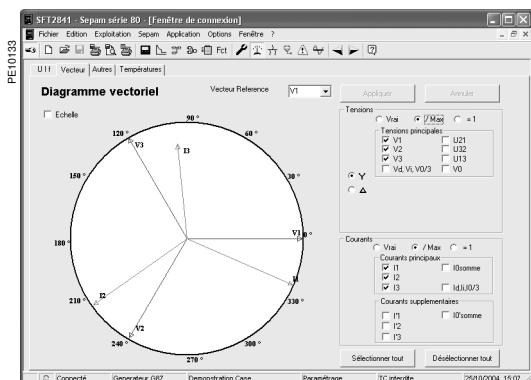 PE10133
SFT2841 - Sepam série 80 - [Fenêtre de connexion]
Fichier Edition Exploitation Sepam Application Options Fenêtre ?
Fct
U I f Vecteur Autres Températures
Diagramme vectoriel
Vecteur Reference V1
Appliquer Annuler
Echelle
90 °
120 ° 60 °
150 ° 30 °
180 ° 0 °
210 ° 330 °
240 ° 300 °
270 °
V3
I3
V1
I1
I2
V2
Tensions
Vrai / Max = 1
Tensions principales
V1 U21
V2 U32
V3 U13
Vd, Vi, V0/3 V0
Y
Δ
Courants
Vrai / Max = 1
Courants principaux
I1 I0somme
I2
I3 Id,Ii,I0/3
Courants supplementaires
I'1 I0'somme
I'2
I'3
Sélectionner tout Désélectionner tout
Connecté Generateur G87 Demonstration Case Paramétrage TC interdite 25/10/2004 15:02